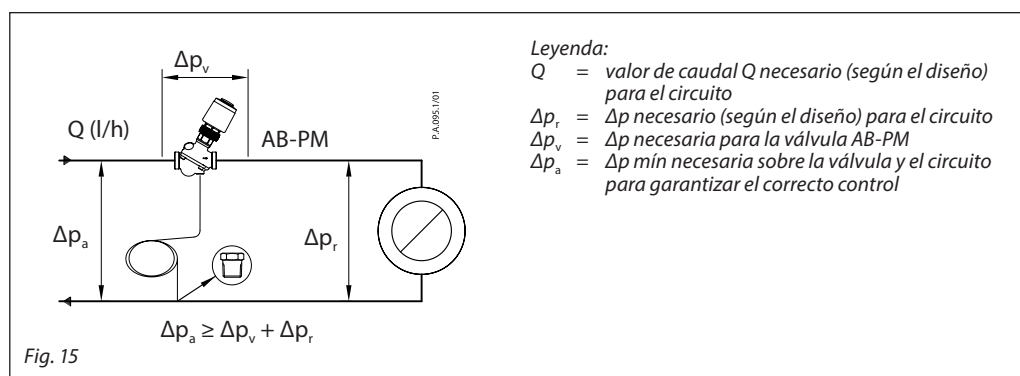 Δpᵥ
Q (l/h)
AB-PM
P.A.095.1/01
Δpₐ
Δpᵣ
Δpₐ ≥ Δpᵥ + Δpᵣ
Fig. 15
Leyenda:
Q = valor de caudal Q necesario (según el diseño)
para el circuito
Δpᵣ = Δp necesario (según el diseño) para el circuito
Δpᵥ = Δp necesaria para la válvula AB-PM
Δpₐ = Δp mín necesaria sobre la válvula y el circuito
para garantizar el correcto control